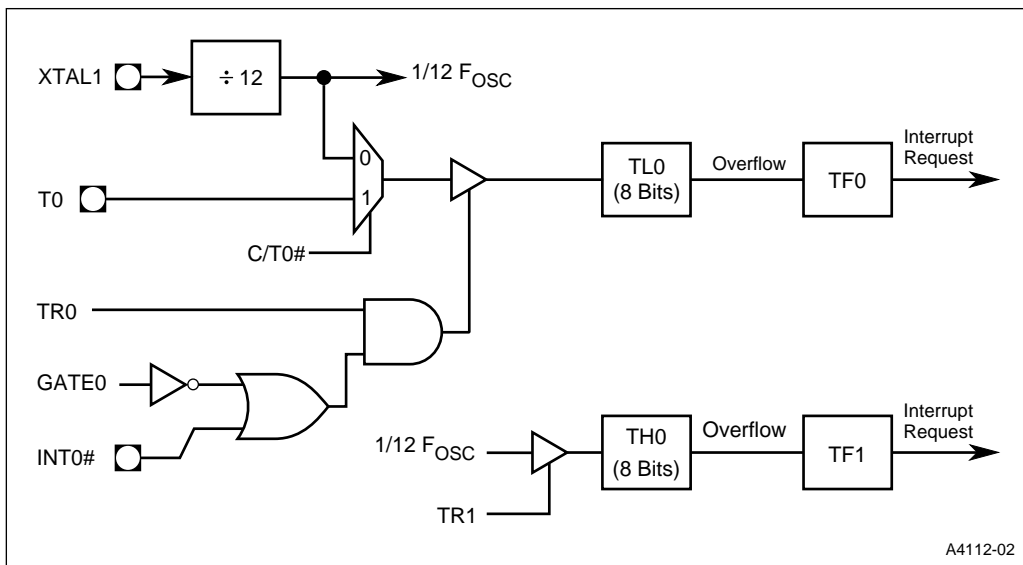 XTAL1
÷ 12
1/12 FOSC
0
1
T0
C/T0#
TL0
(8 Bits)
Overflow
TF0
Interrupt
Request
TR0
GATE0
INT0#
1/12 FOSC
TR1
TH0
(8 Bits)
Overflow
TF1
Interrupt
Request
A4112-02